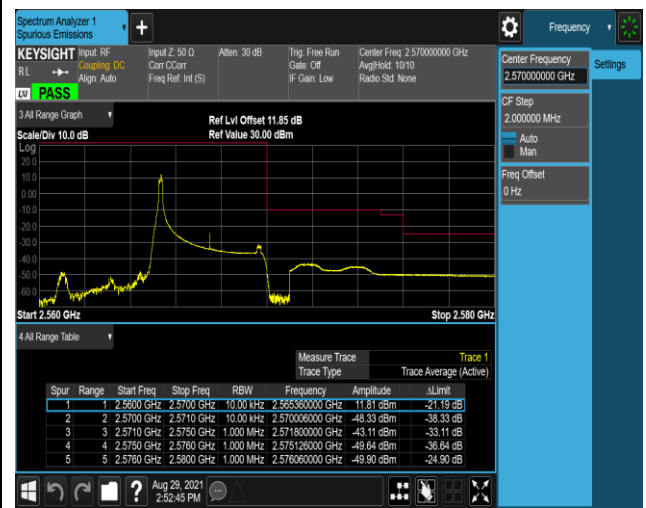 Spectrum Analyzer 1
Spurious Emissions
Frequency
KEYSIGHT
Input: RF
Coupling: DC
Align: Auto
Input Z: 50 Ω
Corr CCorr
Freq Ref: Int (S)
Atten: 30 dB
Trig: Free Run
Gate: Off
IF Gain: Low
Center Freq: 2.570000000 GHz
Avg|Hold: 10/10
Radio Std: None
RL
LXI
PASS
Center Frequency
2.570000000 GHz
Settings
CF Step
2.000000 MHz
Auto
Man
Freq Offset
0 Hz
3 All Range Graph
Ref Lvl Offset 11.85 dB
Scale/Div 10.0 dB
Ref Value 30.00 dBm
Log
20.0
10.0
0.00
-10.0
-20.0
-30.0
-40.0
-50.0
-60.0
Start 2.560 GHz
Stop 2.580 GHz
4 All Range Table
Measure Trace Trace 1
Trace Type Trace Average (Active)
Spur Range Start Freq Stop Freq RBW Frequency Amplitude ΔLimit
1 1 2.5600 GHz 2.5700 GHz 10.00 kHz 2.565360000 GHz 11.81 dBm -21.19 dB
2 2 2.5700 GHz 2.5710 GHz 10.00 kHz 2.570006000 GHz -48.33 dBm -38.33 dB
3 3 2.5710 GHz 2.5750 GHz 1.000 MHz 2.571800000 GHz -43.11 dBm -33.11 dB
4 4 2.5750 GHz 2.5760 GHz 1.000 MHz 2.575126000 GHz -49.64 dBm -36.64 dB
5 5 2.5760 GHz 2.5800 GHz 1.000 MHz 2.576060000 GHz -49.90 dBm -24.90 dB
Aug 29, 2021
2:52:45 PM